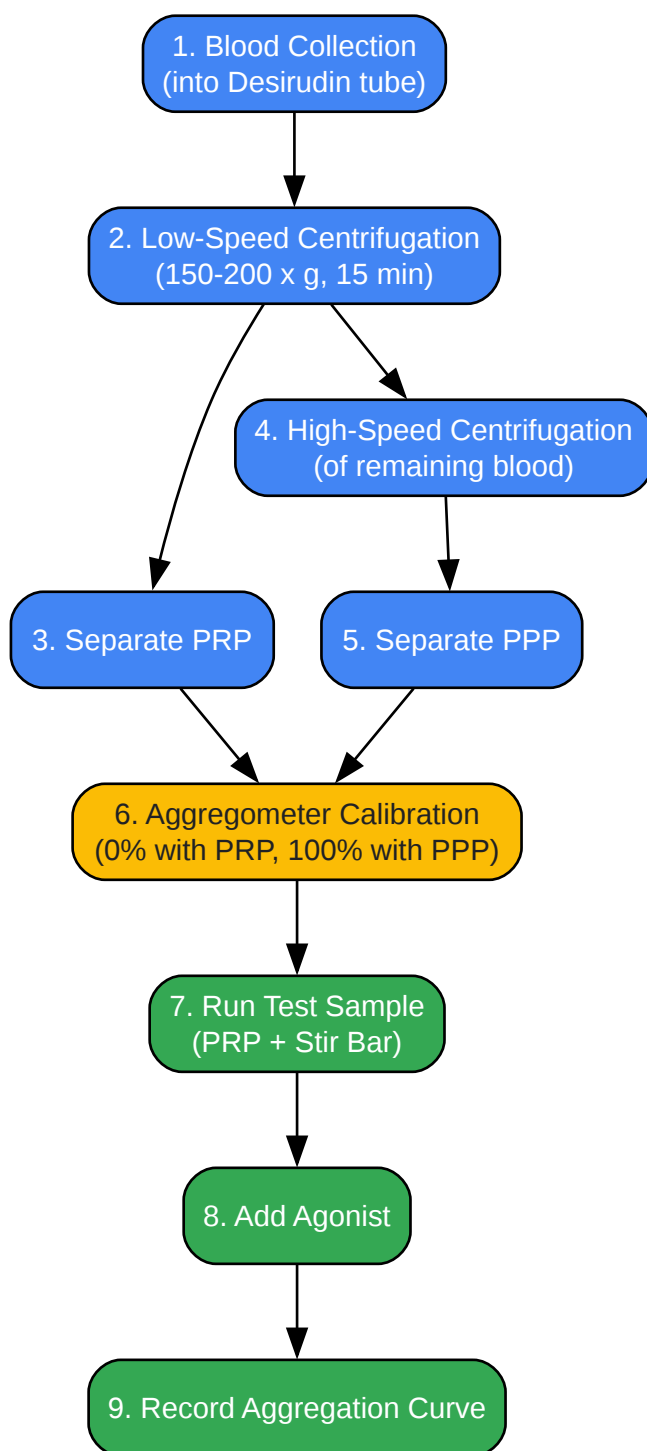 1. Blood Collection
(into Desirudin tube)
2. Low-Speed Centrifugation
(150-200 x g, 15 min)
4. High-Speed Centrifugation
(of remaining blood)
3. Separate PRP
5. Separate PPP
6. Aggregometer Calibration
(0% with PRP, 100% with PPP)
7. Run Test Sample
(PRP + Stir Bar)
8. Add Agonist
9. Record Aggregation Curve